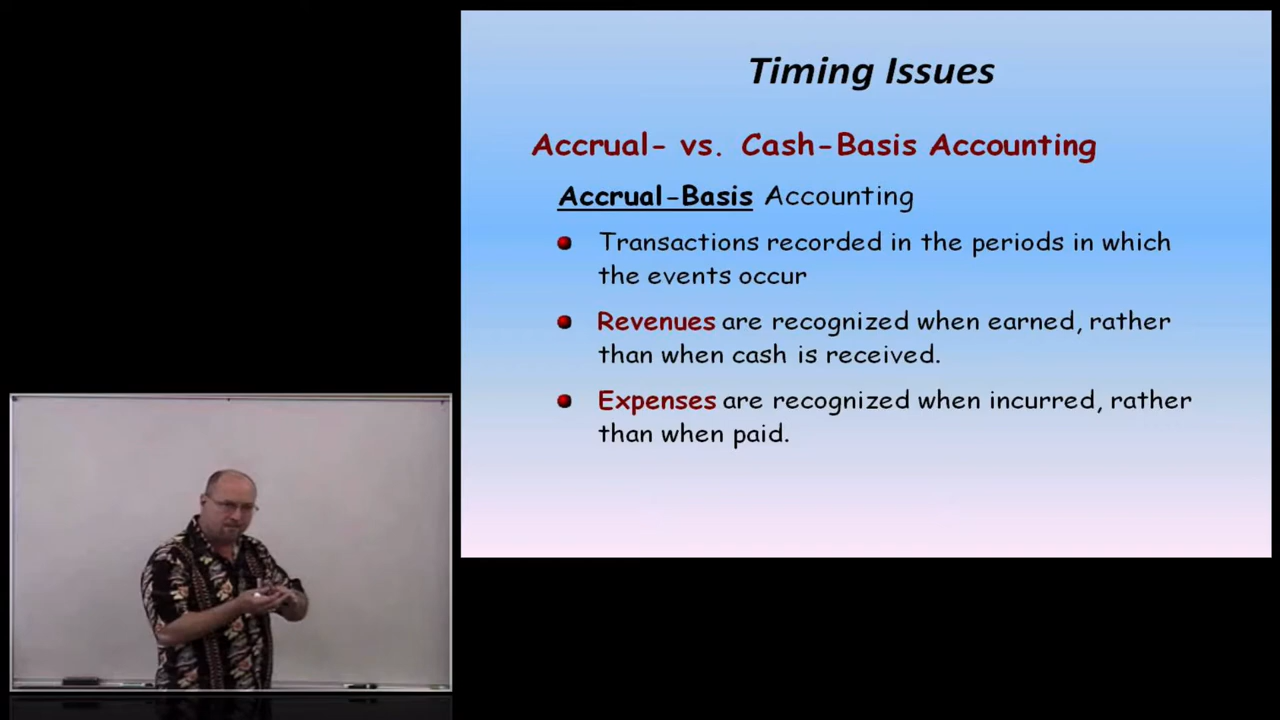 Timing Issues
Accrual- vs. Cash-Basis Accounting
Accrual-Basis Accounting
Transactions recorded in the periods in which
the events occur
Revenues are recognized when earned, rather
than when cash is received.
Expenses are recognized when incurred, rather
than when paid.